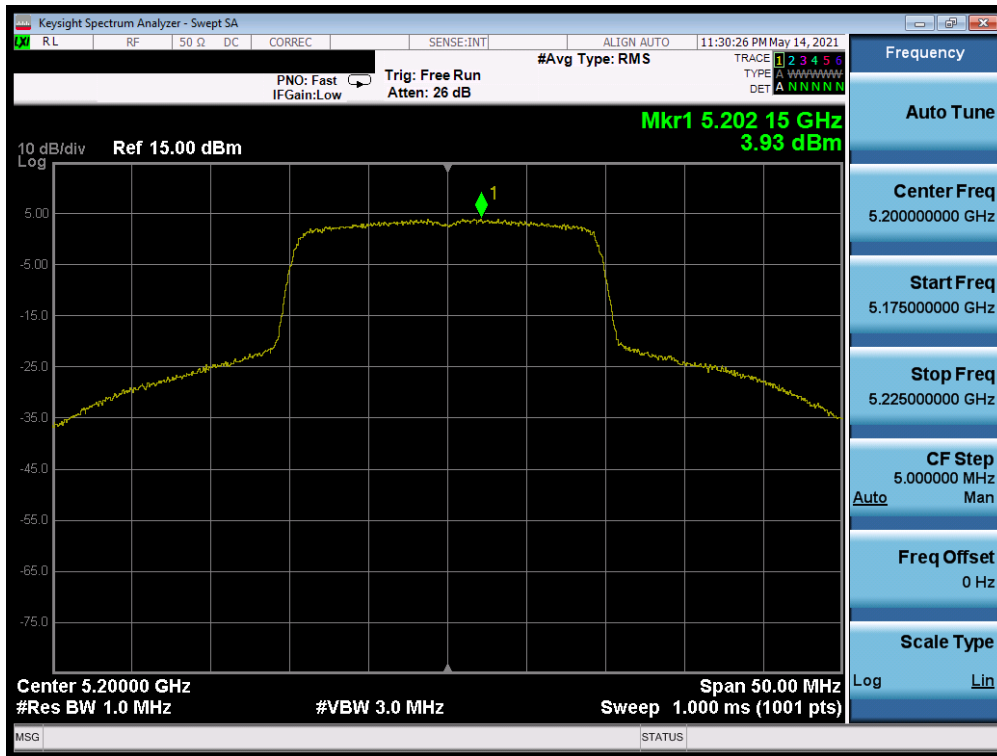 Keysight Spectrum Analyzer - Swept SA
LXI RL RF 50 Ω DC CORREC SENSE:INT ALIGN AUTO 11:30:26 PM May 14, 2021
#Avg Type: RMS TRACE 1 2 3 4 5 6
PNO: Fast Trig: Free Run TYPE A WWWWW
IFGain:Low Atten: 26 dB DET A N N N N N
Mkr1 5.202 15 GHz
3.93 dBm
10 dB/div Ref 15.00 dBm
Log
1
5.00
-5.00
-15.0
-25.0
-35.0
-45.0
-55.0
-65.0
-75.0
Center 5.20000 GHz Span 50.00 MHz
#Res BW 1.0 MHz #VBW 3.0 MHz Sweep 1.000 ms (1001 pts)
MSG STATUS
Frequency
Auto Tune
Center Freq
5.200000000 GHz
Start Freq
5.175000000 GHz
Stop Freq
5.225000000 GHz
CF Step
5.000000 MHz
Auto Man
Freq Offset
0 Hz
Scale Type
Log Lin